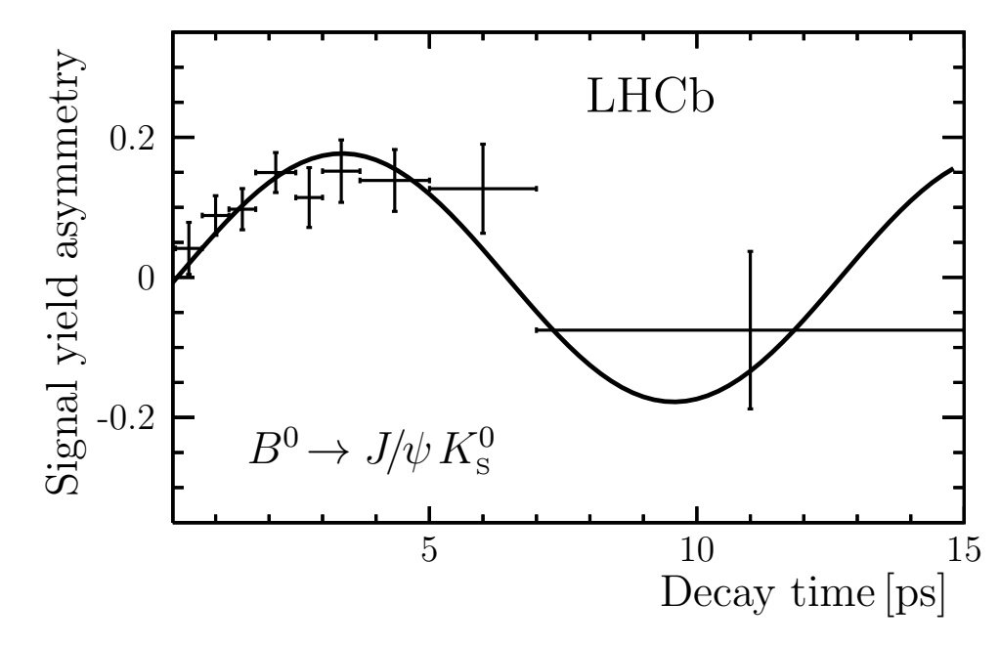 Signal yield asymmetry
LHCb
0.2
0
-0.2
B⁰ → J/ψ K⁰ₛ
5
10
15
Decay time [ps]